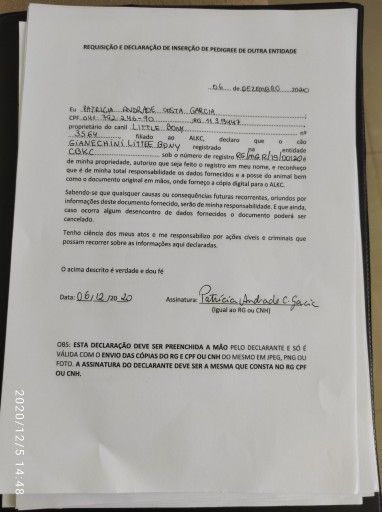 REQUISIÇÃO E DECLARAÇÃO DE INSERÇÃO DE PEDIGREE DE OUTRA ENTIDADE
06 de DEZEMBRO 2020
Eu PATRICIA ANDRADE COSTA GARCIA
CPF 041.792.246-90 RG
proprietário do canil LITTLE BONY nº
3564 filiado ao ALKC, declaro que o cão
GIANECHINI LITTLE BONY registrado na entidade
CBKC sob o número de registro
de minha propriedade, autorizo que seja feito o registro em meu nome, e reconheço
que é de minha total responsabilidade os dados fornecidos e a posse do animal bem
como o documento original em mãos, onde forneço a cópia digital para o ALKC.
Sabendo-se que quaisquer causas ou consequências futuras recorrentes, oriundos por
informações deste documento fornecido, serão de minha responsabilidade. E que ainda,
caso ocorra algum desencontro de dados fornecidos o documento poderá ser
cancelado.
Tenho ciência dos meus atos e me responsabilizo por ações cíveis e criminais que
possam recorrer sobre as informações aqui declaradas.
O acima descrito é verdade e dou fé
Data: 06/12/2020 Assinatura: Patrícia Andrade C. Garcia
(Igual ao RG ou CNH)
OBS: ESTA DECLARAÇÃO DEVE SER PREENCHIDA A MÃO PELO DECLARANTE E SÓ É
VÁLIDA COM O ENVIO DAS CÓPIAS DO RG E CPF OU CNH DO MESMO EM JPEG, PNG OU
FOTO. A ASSINATURA DO DECLARANTE DEVE SER A MESMA QUE CONSTA NO RG CPF
OU CNH.
2020/12/5 14:48